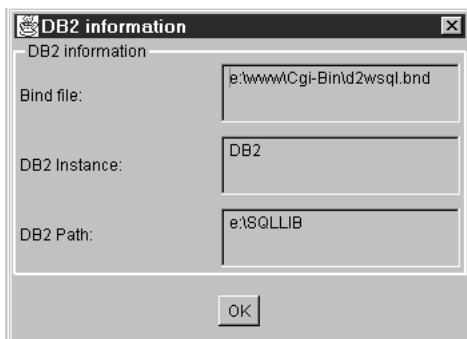 DB2 information
DB2 information
Bind file:
e:\www\Cgi-Bin\d2wsql.bnd
DB2 Instance:
DB2
DB2 Path:
e:\SQLLIB
OK